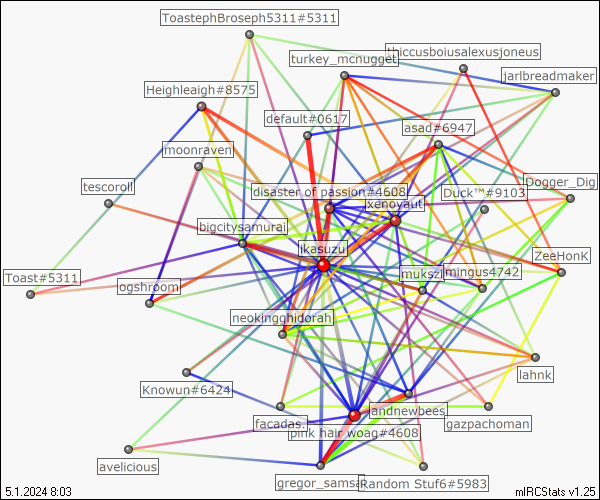 ToastephBroseph5311#5311
turkey_mcnugget
thiccusboiusalexusjoneus
jarlbreadmaker
Heighleaigh#8575
default#0617
asad#6947
moonraven
tescoroll
disaster of passion#4608
xenoyaut
Duck™#9103
Dogger_Dig
bigcitysamurai
ikasuzu
ZeeHonK
Toast#5311
ogshroom
muksz
mingus4742
neokingghidorah
lahnk
Knowun#6424
facadas.
landnewbees
gazpachoman
pink hair woag#4608
avelicious
gregor_samsa
Random Stuf6#5983
5.1.2024 8:03
mIRCStats v1.25